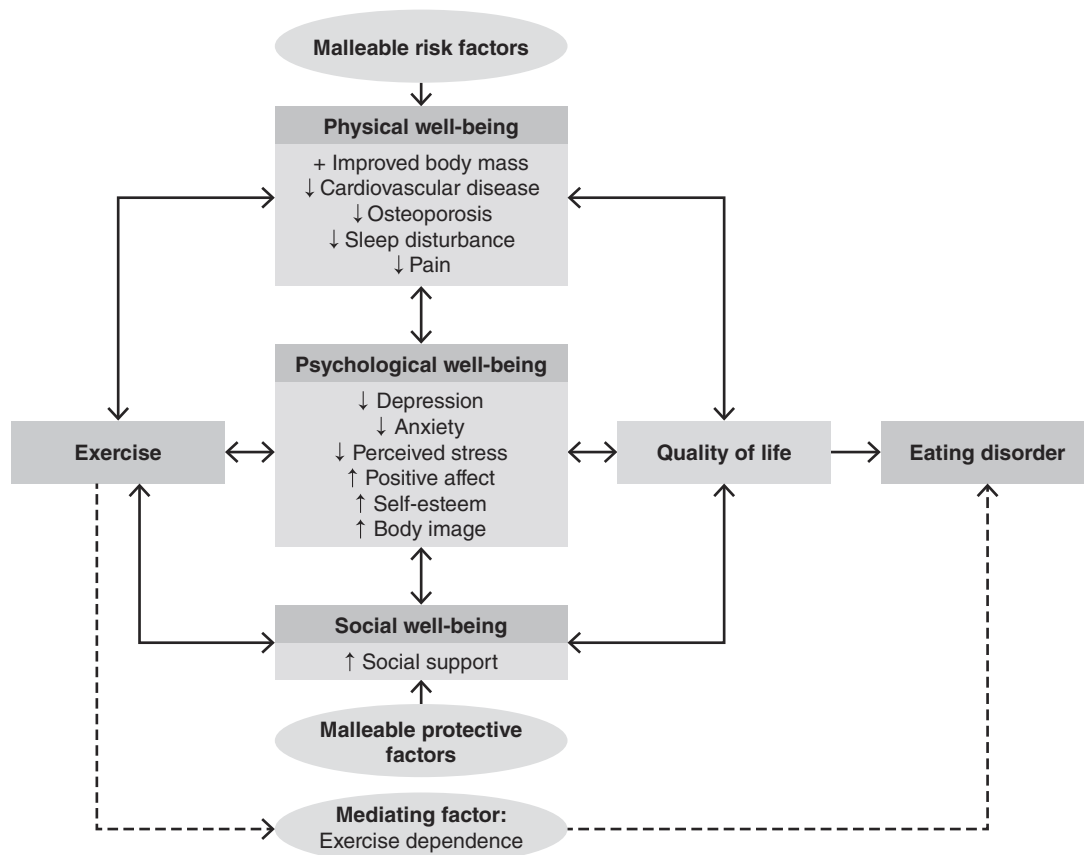 Malleable risk factors
Physical well-being
+ Improved body mass
↓ Cardiovascular disease
↓ Osteoporosis
↓ Sleep disturbance
↓ Pain
Psychological well-being
↓ Depression
↓ Anxiety
↓ Perceived stress
↑ Positive affect
↑ Self-esteem
↑ Body image
Exercise
Quality of life
Eating disorder
Social well-being
↑ Social support
Malleable protective
factors
Mediating factor:
Exercise dependence